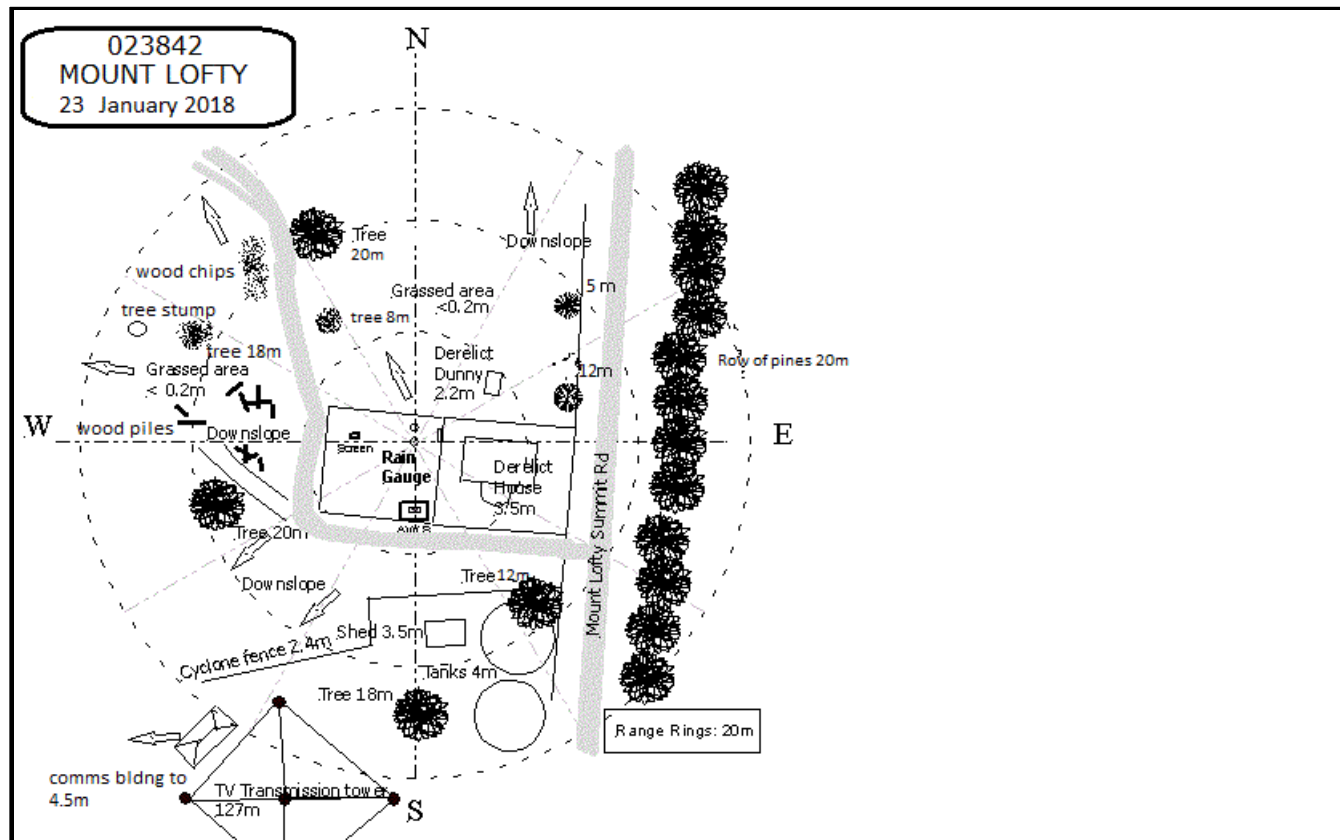 023842
MOUNT LOFTY
23 January 2018
N
Tree
20m
Downslope
wood chips
Grassed area
<0.2m
5 m
tree stump
tree 8m
tree 18m
Derelict
Dunny
2.2m
12m
Row of pines 20m
Grassed area
< 0.2m
wood piles
Downslope
W
E
Screen
Rain
Gauge
Derelict
House
3.5m
AWS
Tree 20m
Mount Lofty Summit Rd
Downslope
Tree 12m
Shed 3.5m
Cyclone fence 2.4m
Tanks 4m
Tree 18m
Range Rings: 20m
comms bldng to
4.5m
TV Transmission tower
127m
S